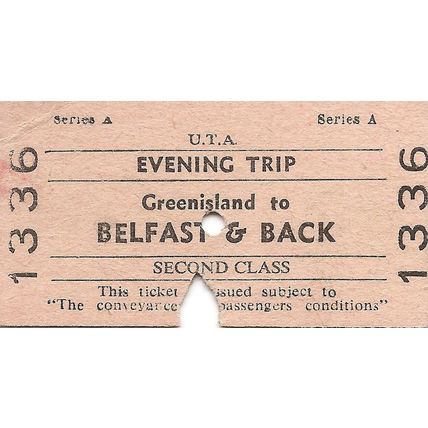 Series A Series A
U.T.A.
EVENING TRIP
Greenisland to
BELFAST & BACK
SECOND CLASS
This ticket issued subject to
"The conveyance passengers conditions"
1336
1336